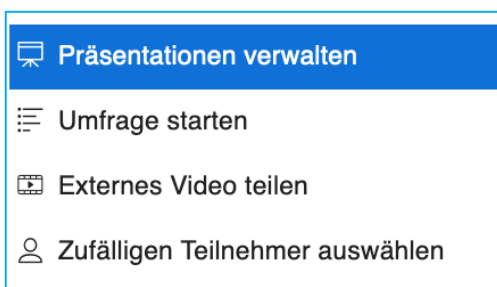 Präsentationen verwalten
Umfrage starten
Externes Video teilen
Zufälligen Teilnehmer auswählen